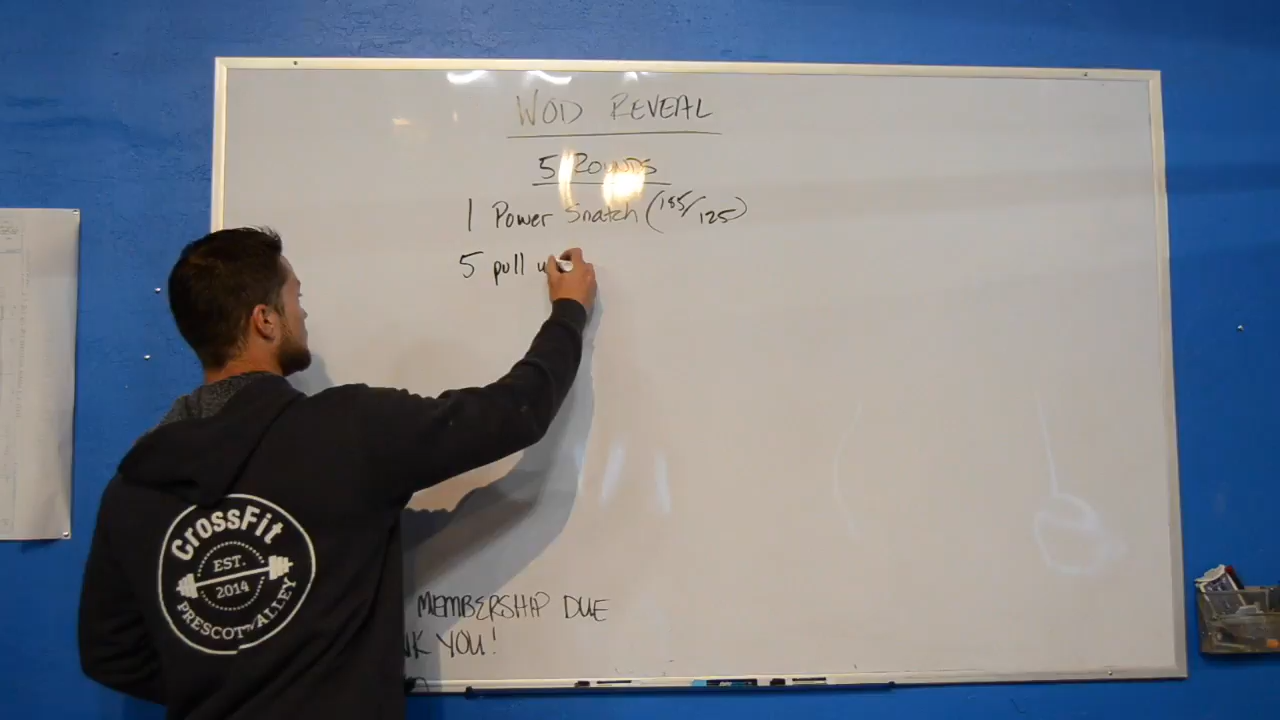 WOD REVEAL
5 ROUNDS
1 Power Snatch (185/125)
5 pull u
CrossFit
EST.
2014
PRESCOTT VALLEY
MEMBERSHIP DUE
NK YOU!